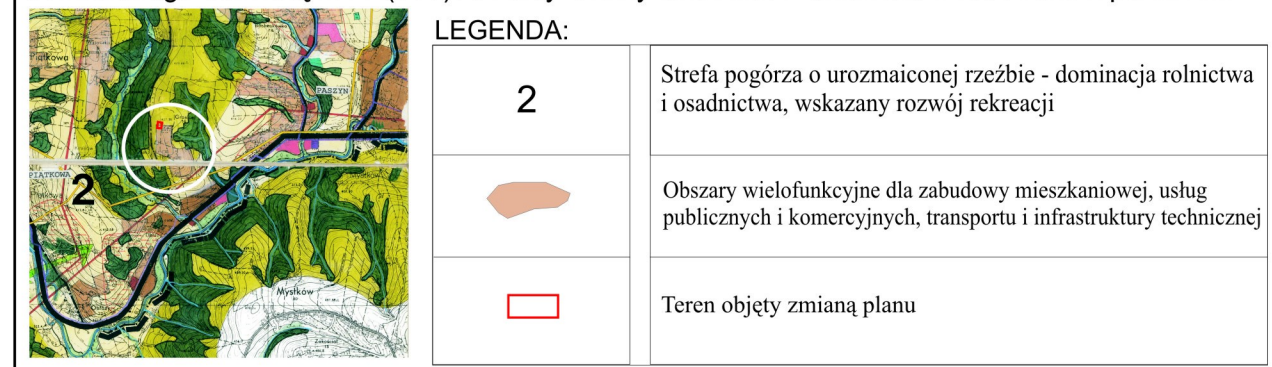 LEGENDA:
2
Strefa pogórza o urozmaiconej rzeźbie - dominacja rolnictwa
i osadnictwa, wskazany rozwój rekreacji
Obszary wielofunkcyjne dla zabudowy mieszkaniowej, usług
publicznych i komercyjnych, transportu i infrastruktury technicznej
Teren objęty zmianą planu
Piątkowa
PASZYN
PIĄTKOWA
2
Mystków